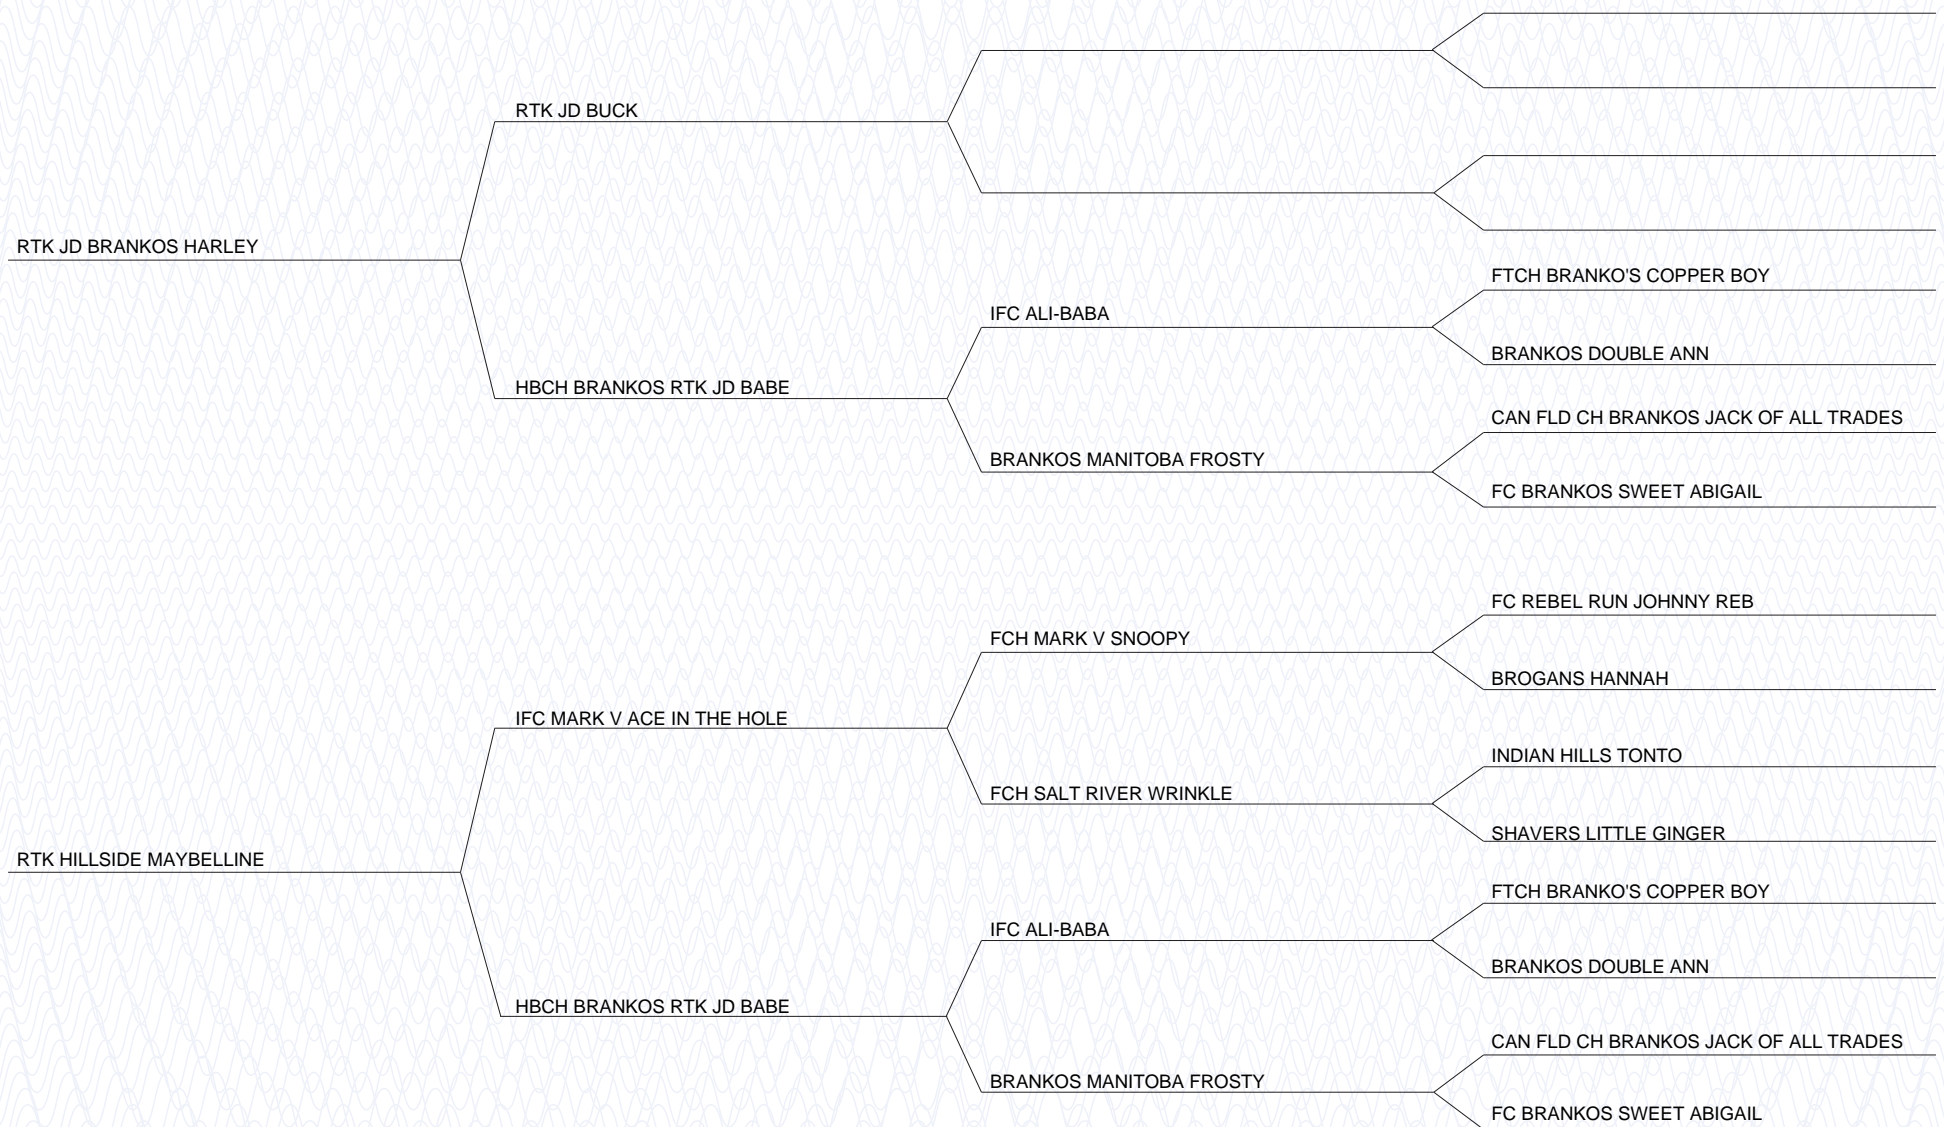 RTK JD BUCK
RTK JD BRANKOS HARLEY
FTCH BRANKO'S COPPER BOY
IFC ALI-BABA
BRANKOS DOUBLE ANN
HBCH BRANKOS RTK JD BABE
CAN FLD CH BRANKOS JACK OF ALL TRADES
BRANKOS MANITOBA FROSTY
FC BRANKOS SWEET ABIGAIL
FC REBEL RUN JOHNNY REB
FCH MARK V SNOOPY
BROGANS HANNAH
IFC MARK V ACE IN THE HOLE
INDIAN HILLS TONTO
FCH SALT RIVER WRINKLE
SHAVERS LITTLE GINGER
RTK HILLSIDE MAYBELLINE
FTCH BRANKO'S COPPER BOY
IFC ALI-BABA
BRANKOS DOUBLE ANN
HBCH BRANKOS RTK JD BABE
CAN FLD CH BRANKOS JACK OF ALL TRADES
BRANKOS MANITOBA FROSTY
FC BRANKOS SWEET ABIGAIL